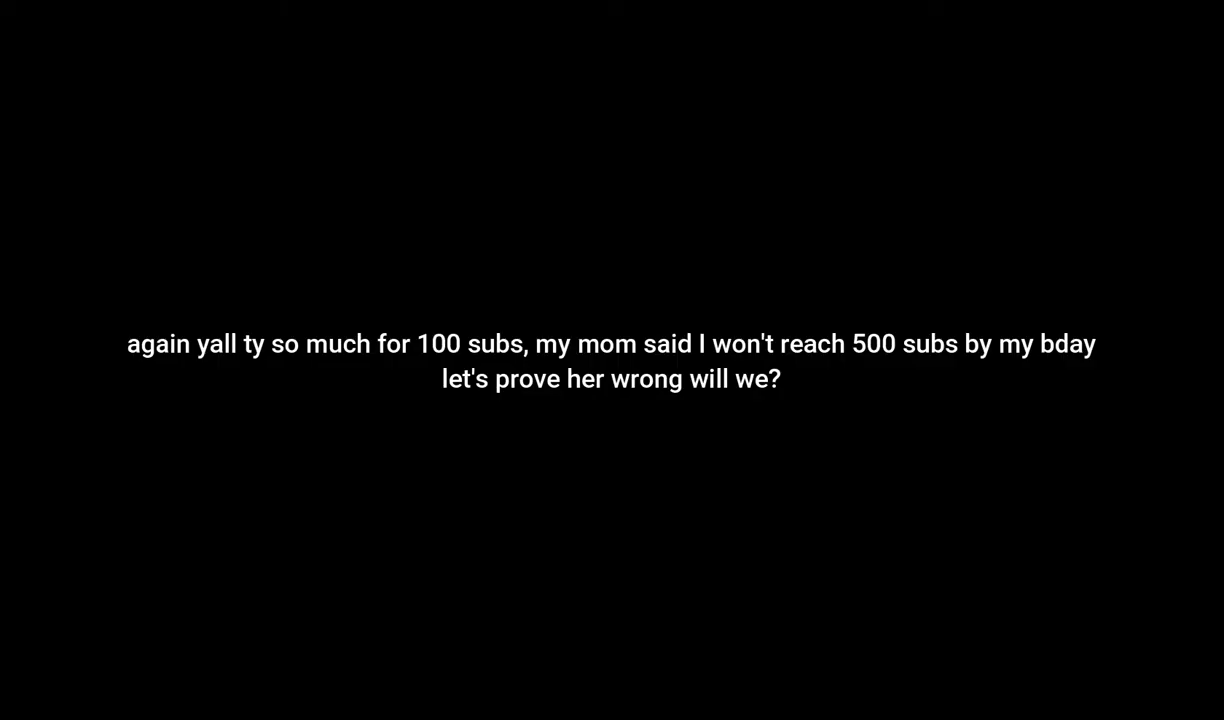 again yall ty so much for 100 subs, my mom said I won't reach 500 subs by my bday
let's prove her wrong will we?